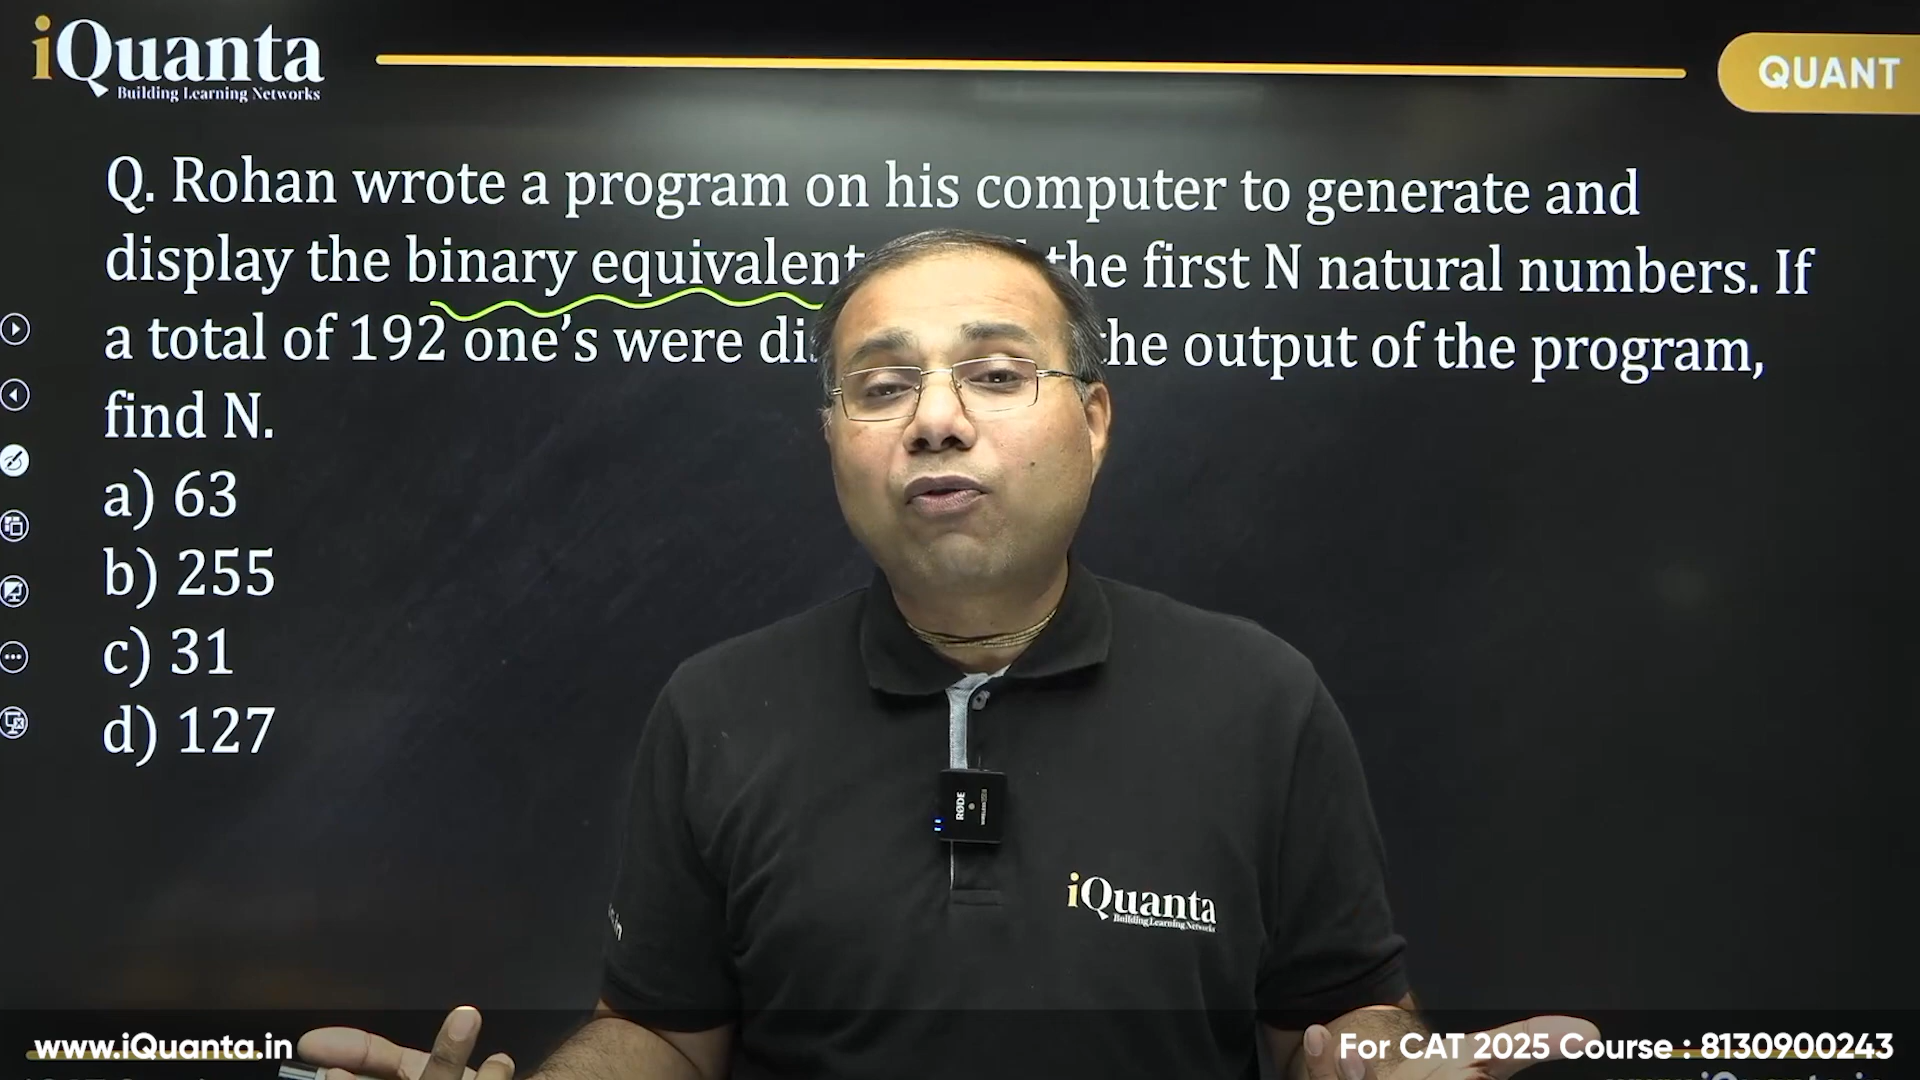 iQuanta
Building Learning Networks
QUANT
Q. Rohan wrote a program on his computer to generate and
display the binary equivalent the first N natural numbers. If
a total of 192 one's were the output of the program,
find N.
a) 63
b) 255
c) 31
d) 127
RØDE
iQuanta
Building Learning Networks
www.iQuanta.in
For CAT 2025 Course : 8130900243